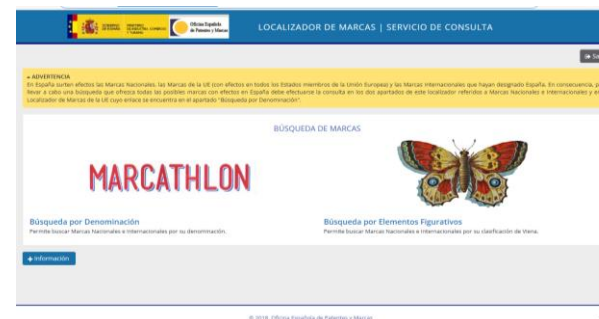 GOBIERNO DE ESPAÑA
MINISTERIO
Oficina Española
de Patentes y Marcas
LOCALIZADOR DE MARCAS | SERVICIO DE CONSULTA
ADVERTENCIA
En España surten efectos las Marcas Nacionales, las Marcas de la UE (con efectos en todos los Estados miembros de la Unión Europea) y las Marcas Internacionales que hayan designado España. En consecuencia, p
llevar a cabo una búsqueda que ofrezca todas las posibles marcas con efectos en España debe efectuarse la consulta en los dos apartados de este localizador referidos a Marcas Nacionales e Internacionales y e
Localizador de Marcas de la UE cuyo enlace se encuentra en el apartado "Búsqueda por Denominación".
BÚSQUEDA DE MARCAS
MARCATHLON
Búsqueda por Denominación
Permite buscar Marcas Nacionales e Internacionales por su denominación.
Búsqueda por Elementos Figurativos
Permite buscar Marcas Nacionales e Internacionales por su clasificación de Viena.
+ Información
© 2018. Oficina Española de Patentes y Marcas